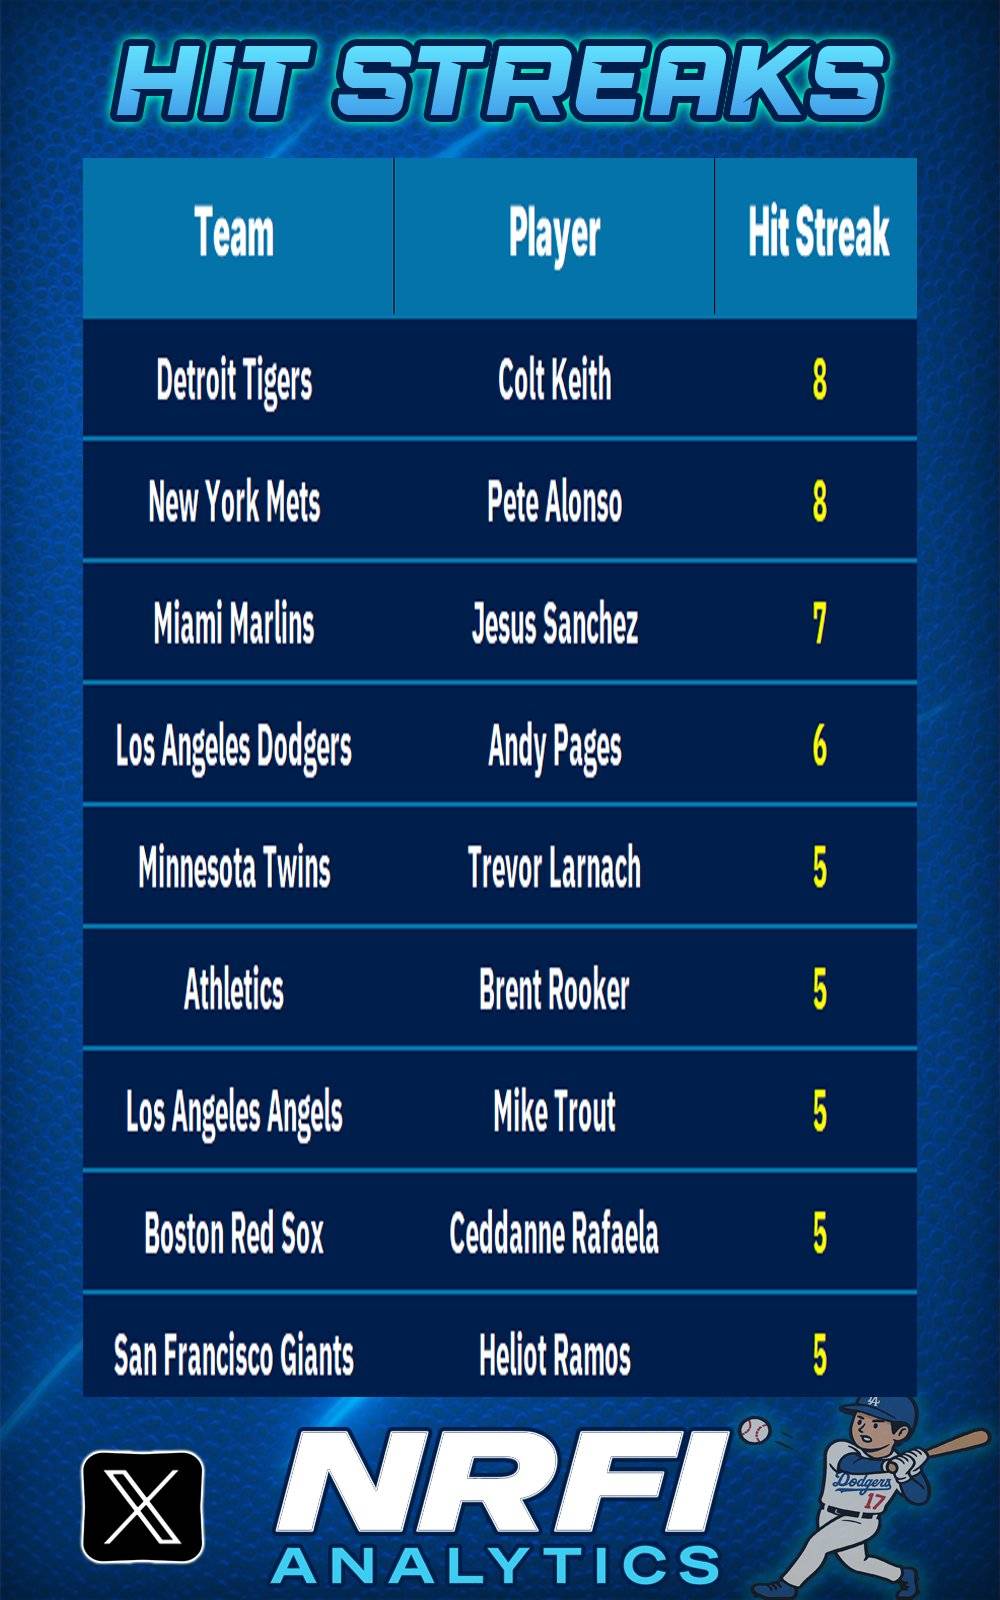 HIT STREAKS
Team Player Hit Streak
Detroit Tigers Colt Keith 8
New York Mets Pete Alonso 8
Miami Marlins Jesus Sanchez 7
Los Angeles Dodgers Andy Pages 6
Minnesota Twins Trevor Larnach 5
Athletics Brent Rooker 5
Los Angeles Angels Mike Trout 5
Boston Red Sox Ceddanne Rafaela 5
San Francisco Giants Heliot Ramos 5
X
NRFI
ANALYTICS
LA
Dodgers
17